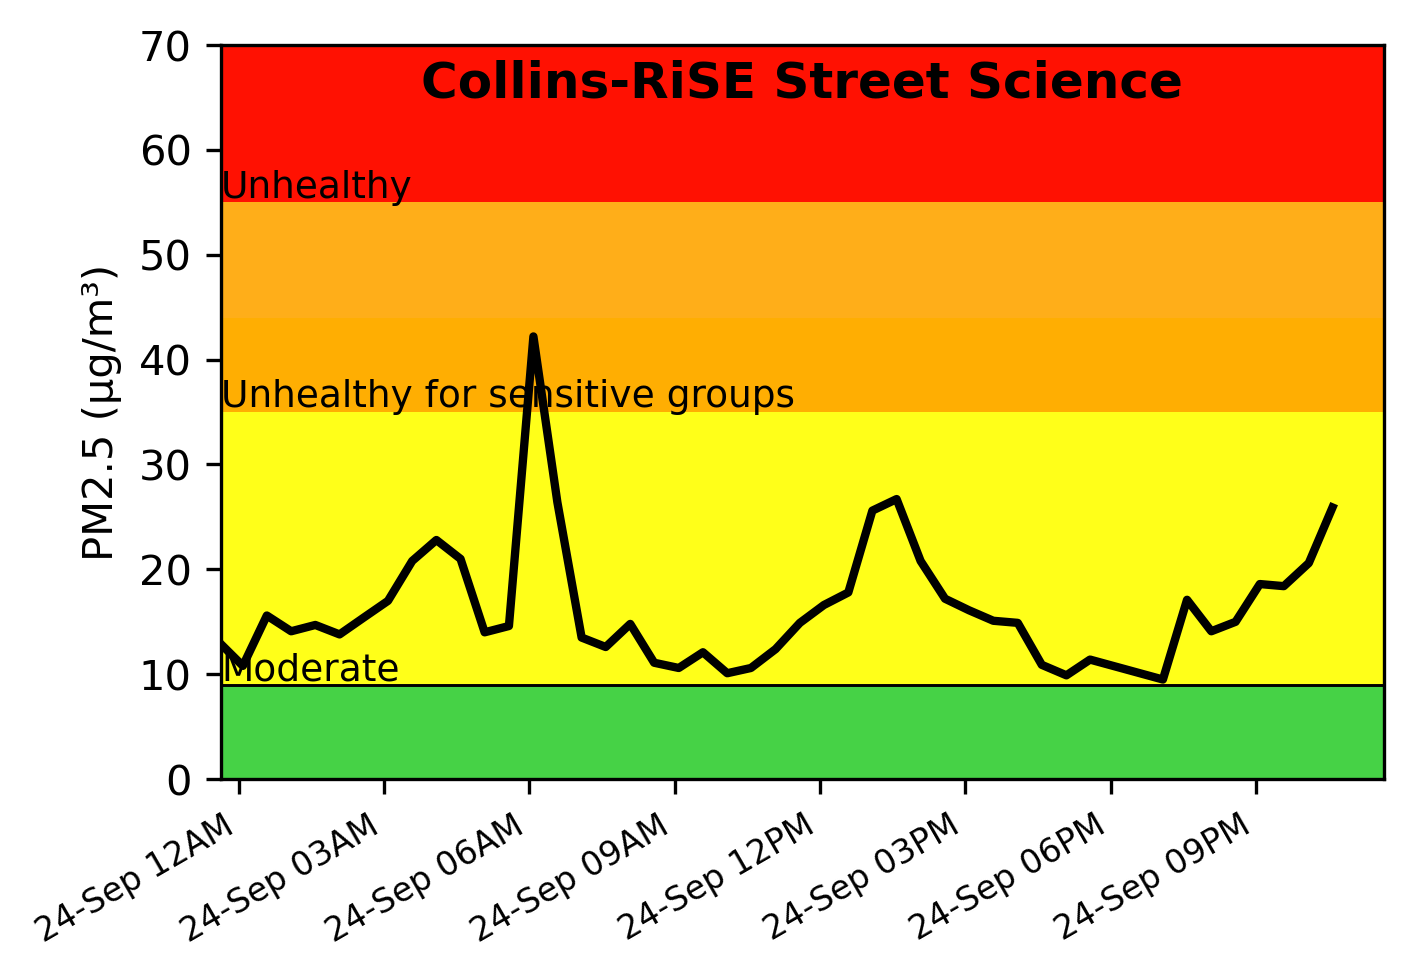 Collins-RiSE Street Science
70
60
Unhealthy
50
40
Unhealthy for sensitive groups
30
20
Moderate
10
0
PM2.5 (µg/m³)
24-Sep 12AM
24-Sep 03AM
24-Sep 06AM
24-Sep 09AM
24-Sep 12PM
24-Sep 03PM
24-Sep 06PM
24-Sep 09PM